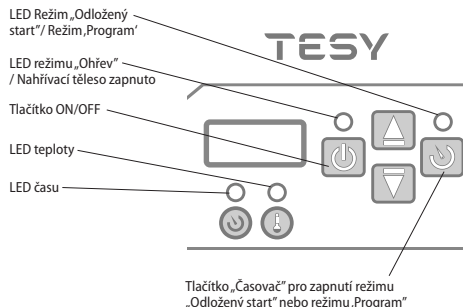 LED Režim „Odložený
start”/ Režim ‚Program‘
TESY
LED režimu „Ohřev”
/ Nahřívací těleso zapnuto
Tlačítko ON/OFF
LED teploty
LED času
Tlačítko „Časovač” pro zapnutí režimu
„Odložený start” nebo režimu ‚Program”